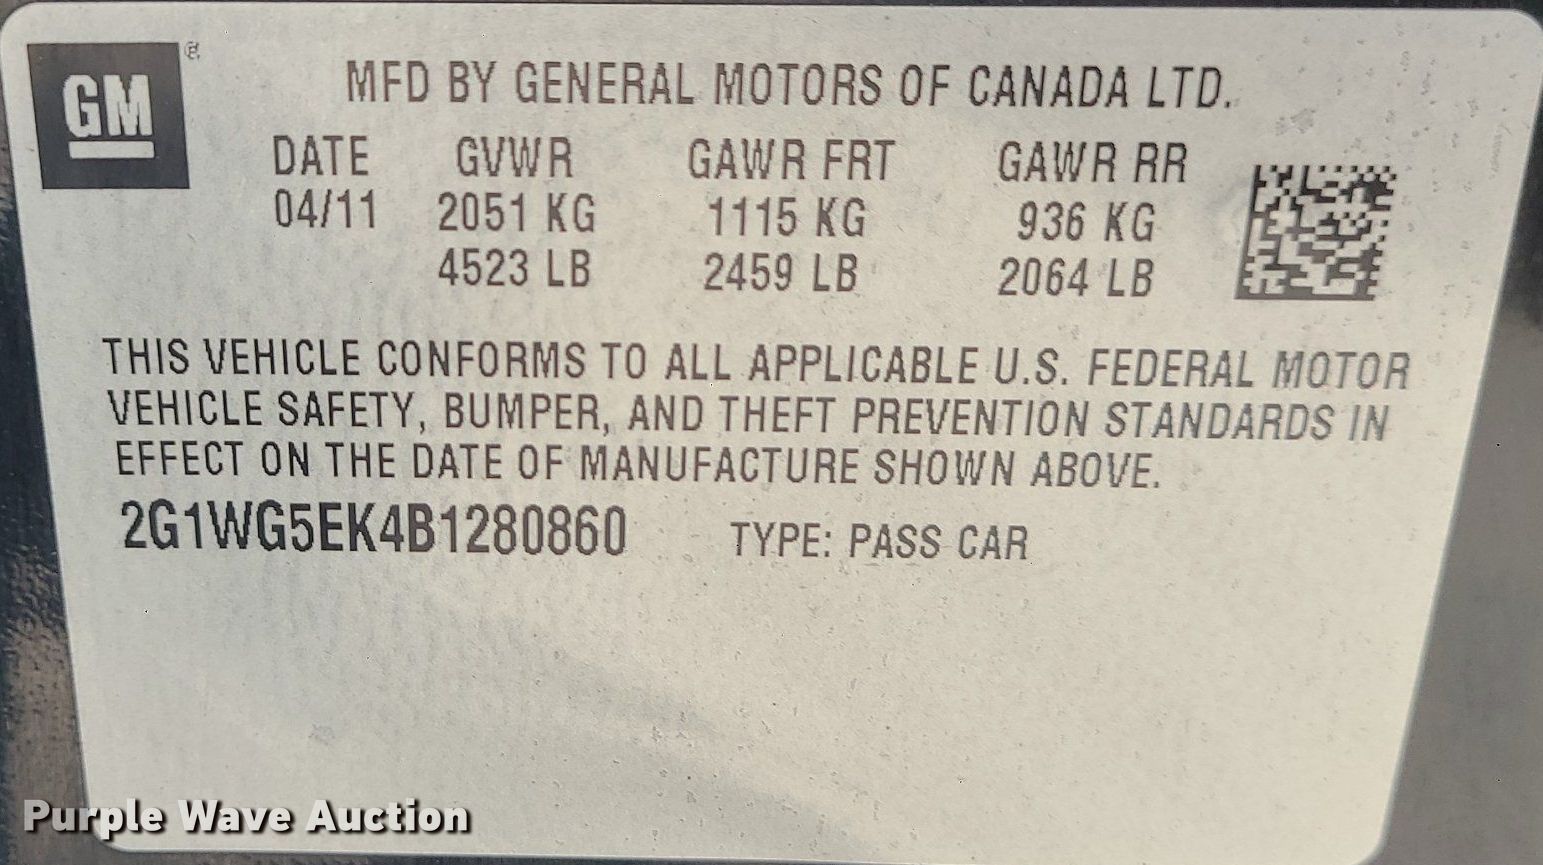 GM ®
MFD BY GENERAL MOTORS OF CANADA LTD.
DATE GVWR GAWR FRT GAWR RR
04/11 2051 KG 1115 KG 936 KG
4523 LB 2459 LB 2064 LB
THIS VEHICLE CONFORMS TO ALL APPLICABLE U.S. FEDERAL MOTOR
VEHICLE SAFETY, BUMPER, AND THEFT PREVENTION STANDARDS IN
EFFECT ON THE DATE OF MANUFACTURE SHOWN ABOVE.
2G1WG5EK4B1280860 TYPE: PASS CAR
Purple Wave Auction